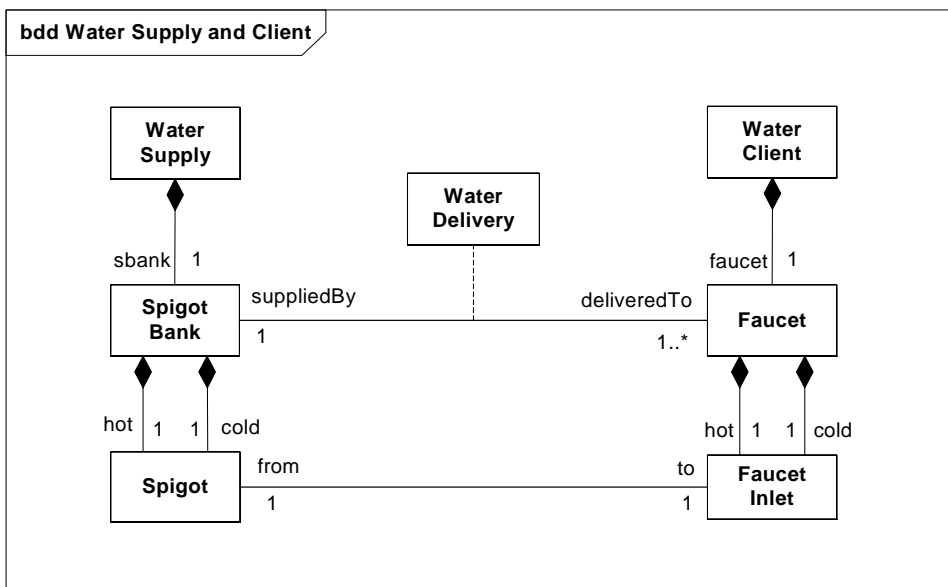 bdd Water Supply and Client
Water
Supply
Water
Client
Water
Delivery
sbank 1
faucet 1
Spigot
Bank
suppliedBy
1
deliveredTo
1..*
Faucet
hot 1 1 cold
hot 1 1 cold
Spigot
from
1
to
1
Faucet
Inlet